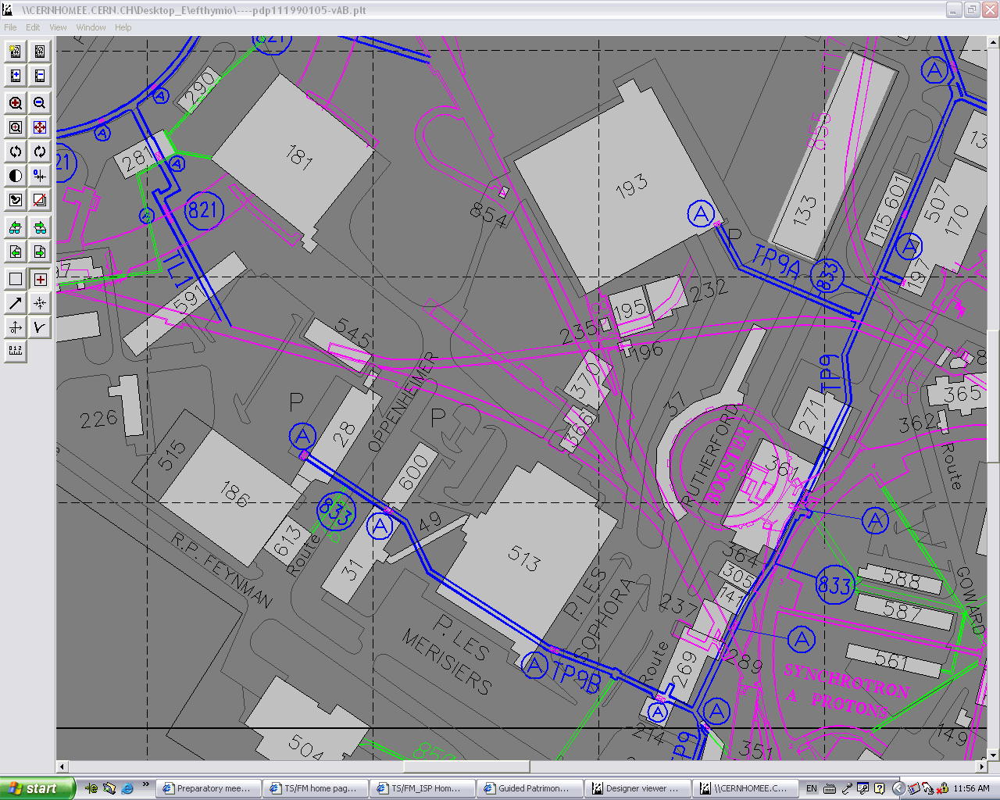 \\CERNHOMEE.CERN.CH\Desktop_E\efthymio\----pdp111990105-vAB.plt
File Edit View Window Help
821
290
A
A
A
181
281
21
A
193
A
133
115 601
507
170
13
854
821
A
P
TP9A
833
A
197
TL1
591
195
232
235
545
196
TP9
8
365
226
P
P
OPPENHEIMER
370
366
37
271
362
A
28
515
600
RUTHERFORD
BOOSTER
361
Route
186
833
A
49
A
613
Route
R.P. FEYNMAN
31
513
364
305
833
588
141
587
GOWARD
P. LES
SOPHORA
237
A
P. LES
MERISIERS
561
289
A
TP9B
Route
269
SYNCHROTRON
A PROTONS
A
A
214
149
504
TP9
351
012
start
Preparatory mee...
TS/FM home pag...
TS/FM_ISP Hom...
Guided Patrimon...
Designer viewer ...
\\CERNHOMEE.C...
EN
11:56 AM